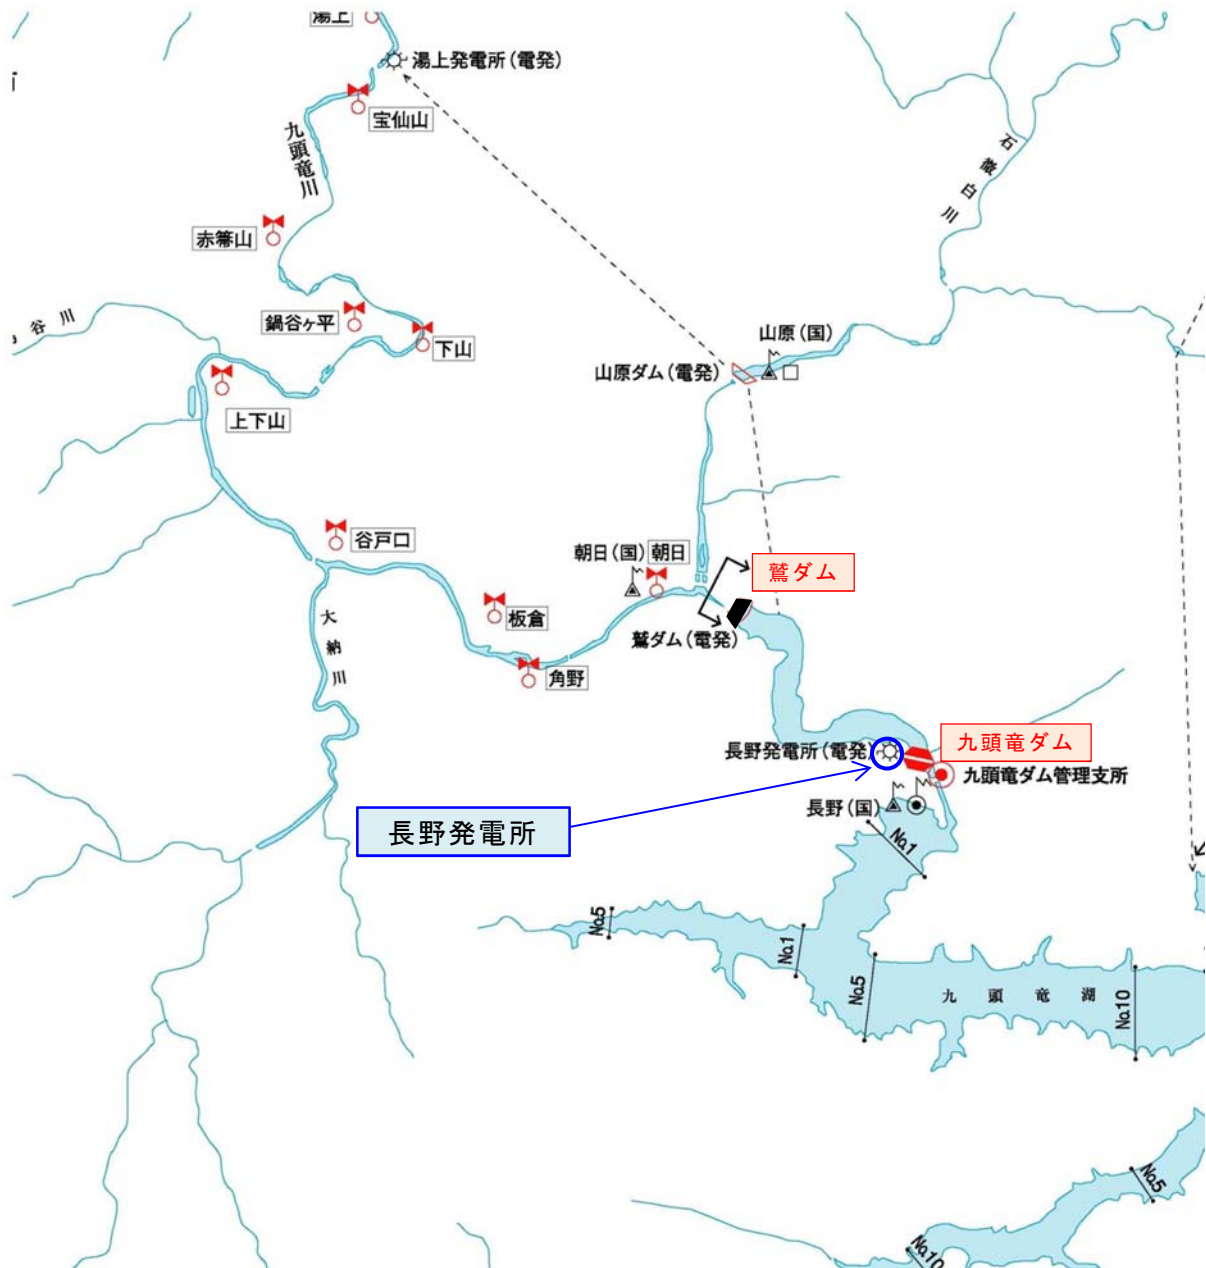 湯上
湯上発電所(電発)
宝仙山
九頭竜川
石徹白川
赤箒山
鍋谷ヶ平
谷川
下山
山原(国)
山原ダム(電発)
上下山
谷戸口
朝日(国)
朝日
鷲ダム
板倉
大納川
鷲ダム(電発)
角野
九頭竜ダム
長野発電所(電発)
九頭竜ダム管理支所
長野(国)
長野発電所
No.1
No.5
No.1
No.5
九頭竜湖
No.10
No.5
No.10